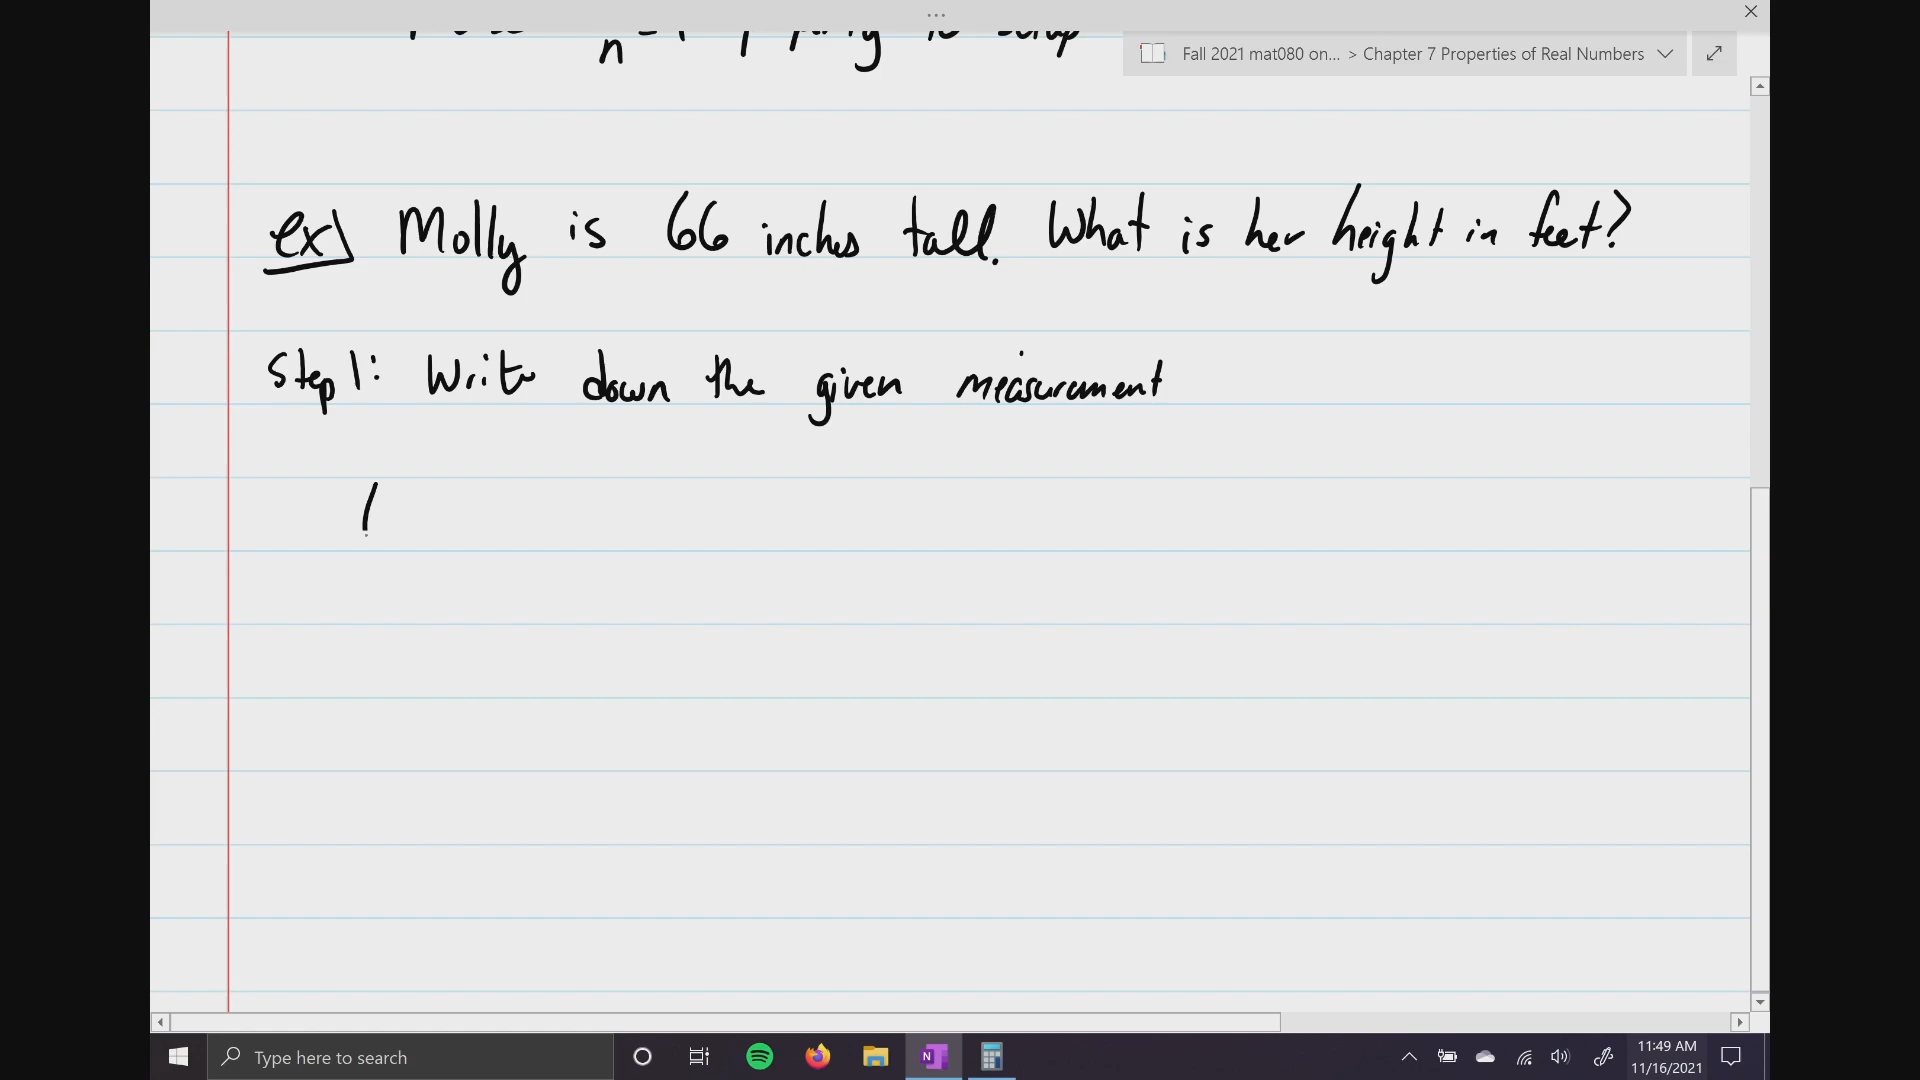 Fall 2021 mat080 on... > Chapter 7 Properties of Real Numbers
ex) Molly is 66 inches tall. What is her height in feet?
Step 1: Write down the given measurement
Type here to search
11:49 AM
11/16/2021